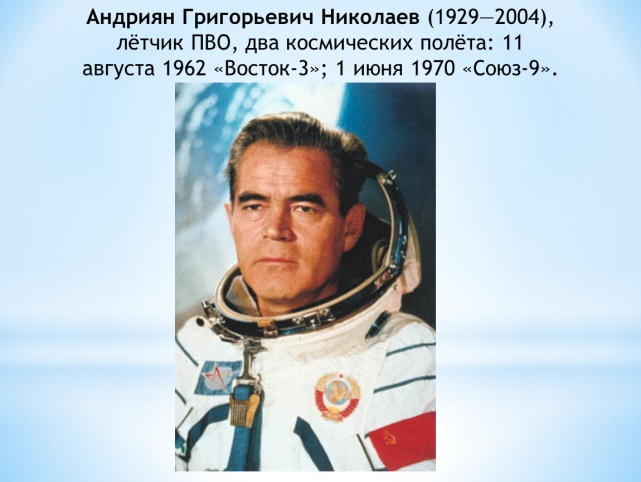 Андриян Григорьевич Николаев (1929—2004),
лётчик ПВО, два космических полёта: 11
августа 1962 «Восток-3»; 1 июня 1970 «Союз-9».